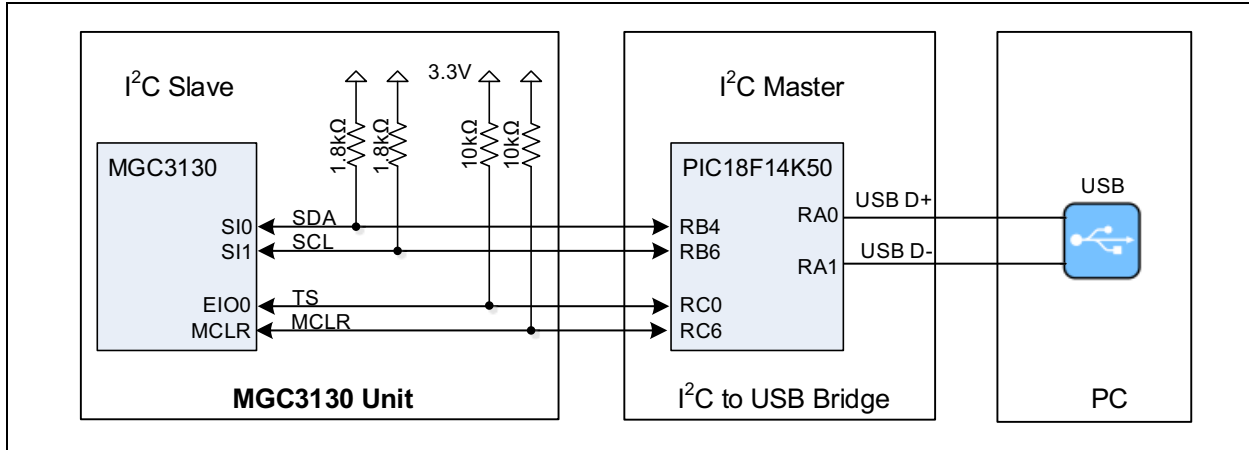 I²C Slave
3.3V
1.8kΩ
1.8kΩ
10kΩ
10kΩ
MGC3130
SI0
SDA
SI1
SCL
EIO0
TS
MCLR
MCLR
MGC3130 Unit
I²C Master
PIC18F14K50
RB4
RB6
RC0
RC6
RA0
RA1
USB D+
USB D-
I²C to USB Bridge
USB
PC